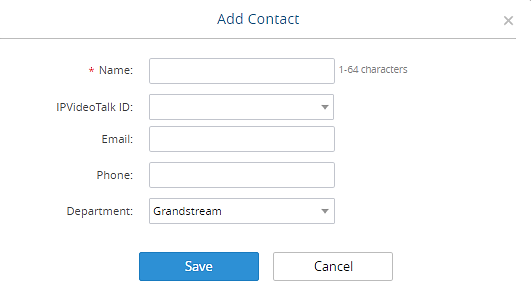 Add Contact
* Name: 1-64 characters
IPVideoTalk ID:
Email:
Phone:
Department: Grandstream
Save Cancel